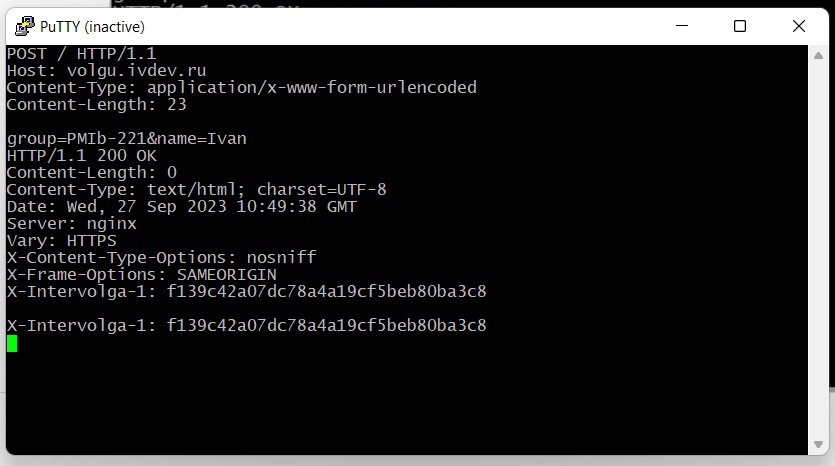 PuTTY (inactive)
POST / HTTP/1.1
Host: volgu.ivdev.ru
Content-Type: application/x-www-form-urlencoded
Content-Length: 23

group=PMIb-221&name=Ivan
HTTP/1.1 200 OK
Content-Length: 0
Content-Type: text/html; charset=UTF-8
Date: Wed, 27 Sep 2023 10:49:38 GMT
Server: nginx
Vary: HTTPS
X-Content-Type-Options: nosniff
X-Frame-Options: SAMEORIGIN
X-Intervolga-1: f139c42a07dc78a4a19cf5beb80ba3c8

X-Intervolga-1: f139c42a07dc78a4a19cf5beb80ba3c8